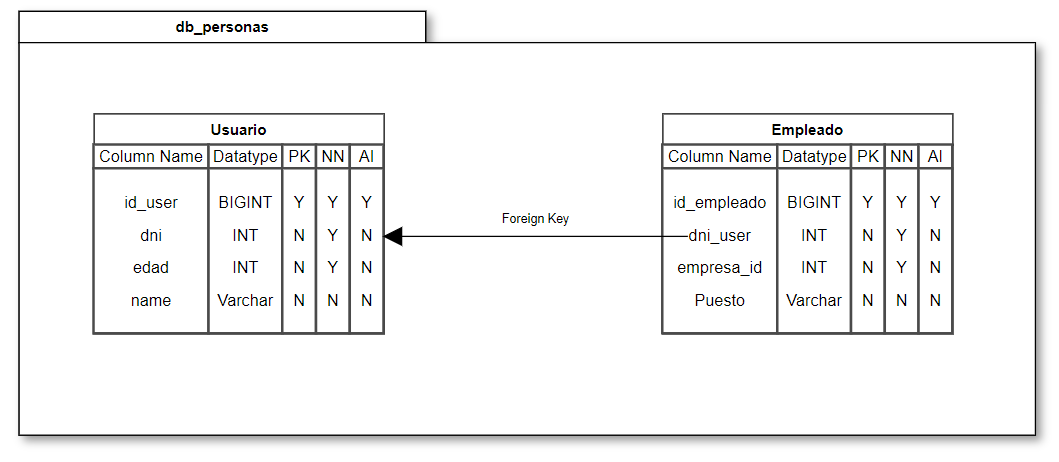 db_personas
Usuario
Column Name Datatype PK NN AI
id_user BIGINT Y Y Y
dni INT N Y N
edad INT N Y N
name Varchar N N N
Foreign Key
Empleado
Column Name Datatype PK NN AI
id_empleado BIGINT Y Y Y
dni_user INT N Y N
empresa_id INT N Y N
Puesto Varchar N N N